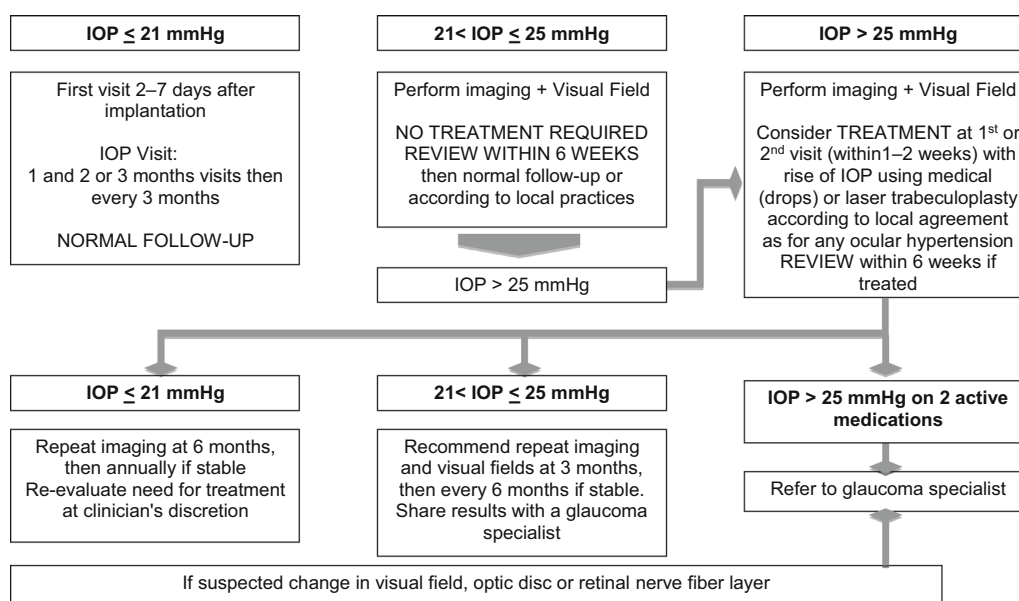 IOP ≤ 21 mmHg
21< IOP ≤ 25 mmHg
IOP > 25 mmHg
First visit 2–7 days after
implantation
IOP Visit:
1 and 2 or 3 months visits then
every 3 months
NORMAL FOLLOW-UP
Perform imaging + Visual Field
NO TREATMENT REQUIRED
REVIEW WITHIN 6 WEEKS
then normal follow-up or
according to local practices
IOP > 25 mmHg
Perform imaging + Visual Field
Consider TREATMENT at 1st or
2nd visit (within1–2 weeks) with
rise of IOP using medical
(drops) or laser trabeculoplasty
according to local agreement
as for any ocular hypertension
REVIEW within 6 weeks if
treated
IOP ≤ 21 mmHg
21< IOP ≤ 25 mmHg
IOP > 25 mmHg on 2 active
medications
Repeat imaging at 6 months,
then annually if stable
Re-evaluate need for treatment
at clinician's discretion
Recommend repeat imaging
and visual fields at 3 months,
then every 6 months if stable.
Share results with a glaucoma
specialist
Refer to glaucoma specialist
If suspected change in visual field, optic disc or retinal nerve fiber layer